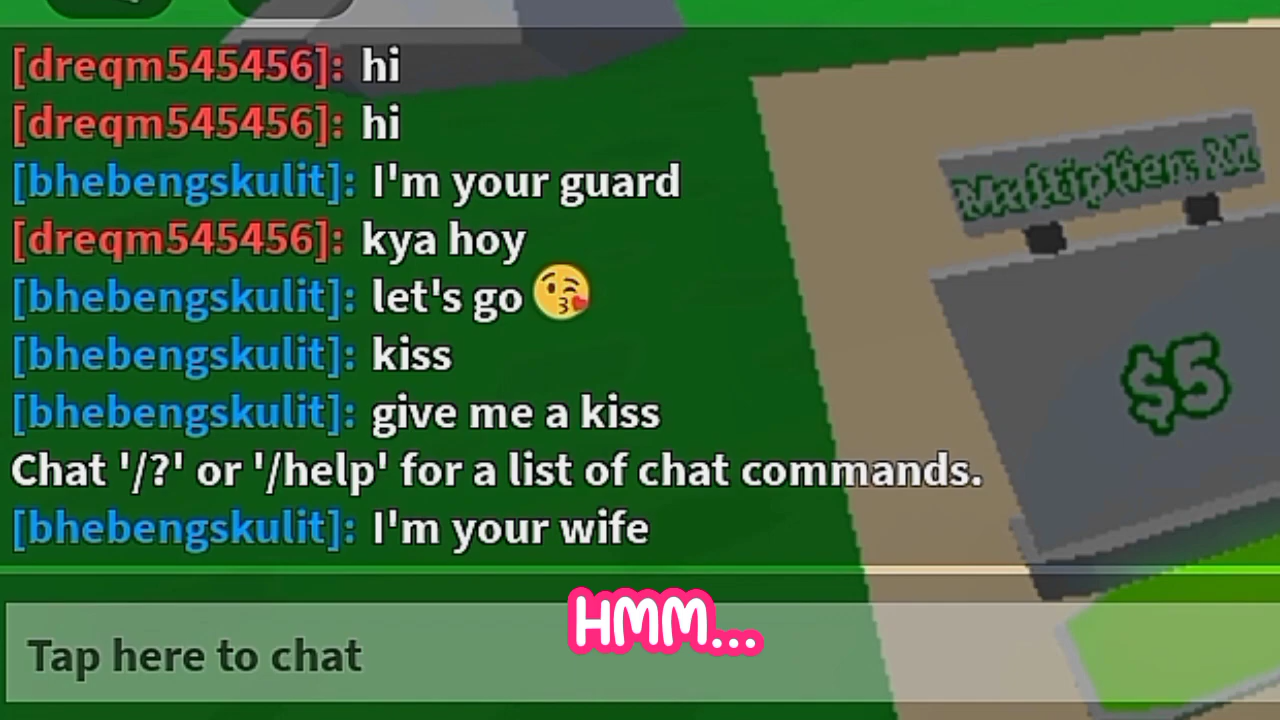 [dreqm545456]: hi
[dreqm545456]: hi
[bhebengskulit]: I'm your guard
[dreqm545456]: kya hoy
[bhebengskulit]: let's go 😘
[bhebengskulit]: kiss
[bhebengskulit]: give me a kiss
Chat '/?' or '/help' for a list of chat commands.
[bhebengskulit]: I'm your wife
Tap here to chat
HMM...
$5